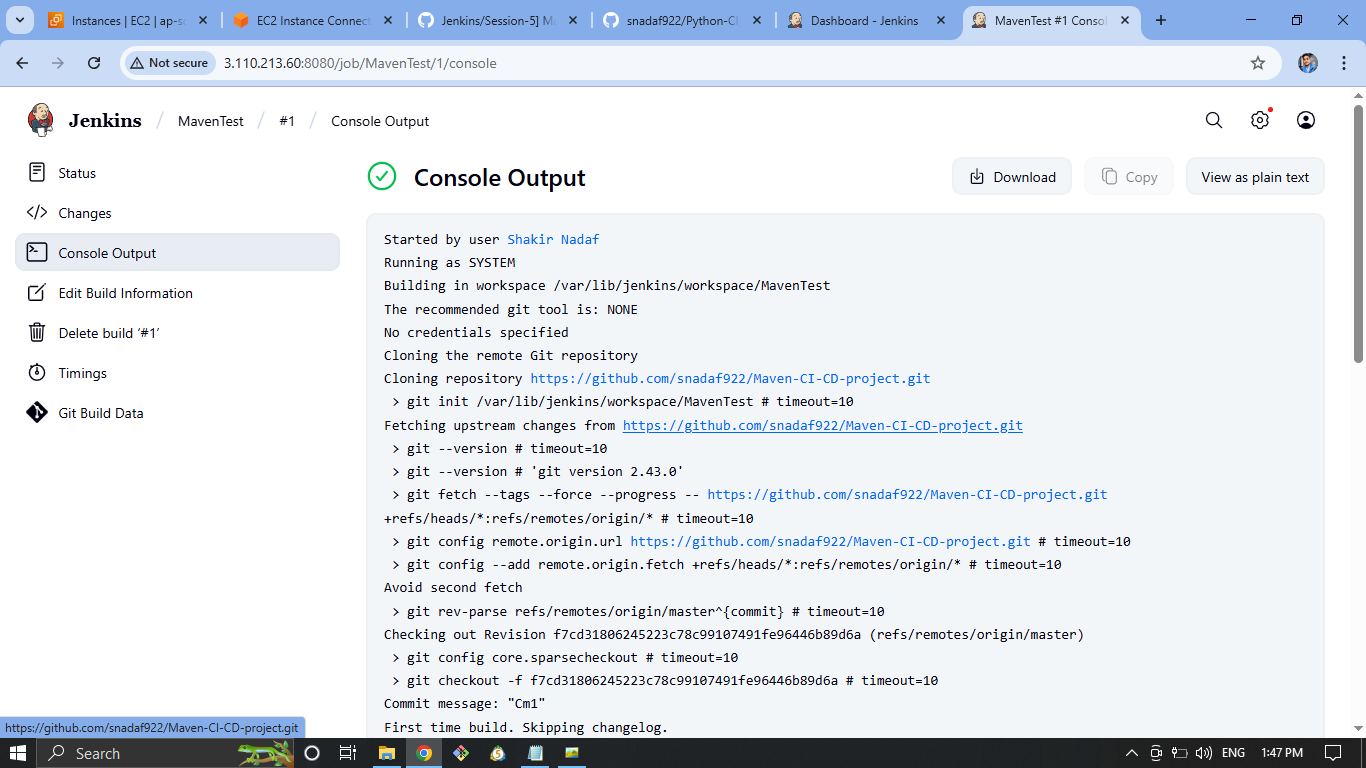 Instances | EC2 | ap-so
EC2 Instance Connect
Jenkins/Session-5] Ma
snadaf922/Python-CI
Dashboard - Jenkins
MavenTest #1 Consol
Not secure
3.110.213.60:8080/job/MavenTest/1/console
Jenkins / MavenTest / #1 / Console Output
Status
Changes
Console Output
Edit Build Information
Delete build ‘#1’
Timings
Git Build Data
Console Output
Download
Copy
View as plain text
Started by user Shakir Nadaf
Running as SYSTEM
Building in workspace /var/lib/jenkins/workspace/MavenTest
The recommended git tool is: NONE
No credentials specified
Cloning the remote Git repository
Cloning repository https://github.com/snadaf922/Maven-CI-CD-project.git
> git init /var/lib/jenkins/workspace/MavenTest # timeout=10
Fetching upstream changes from https://github.com/snadaf922/Maven-CI-CD-project.git
> git --version # timeout=10
> git --version # 'git version 2.43.0'
> git fetch --tags --force --progress -- https://github.com/snadaf922/Maven-CI-CD-project.git
+refs/heads/*:refs/remotes/origin/* # timeout=10
> git config remote.origin.url https://github.com/snadaf922/Maven-CI-CD-project.git # timeout=10
> git config --add remote.origin.fetch +refs/heads/*:refs/remotes/origin/* # timeout=10
Avoid second fetch
> git rev-parse refs/remotes/origin/master^{commit} # timeout=10
Checking out Revision f7cd31806245223c78c99107491fe96446b89d6a (refs/remotes/origin/master)
> git config core.sparsecheckout # timeout=10
> git checkout -f f7cd31806245223c78c99107491fe96446b89d6a # timeout=10
Commit message: "Cm1"
First time build. Skipping changelog.
https://github.com/snadaf922/Maven-CI-CD-project.git
Search
ENG
1:47 PM